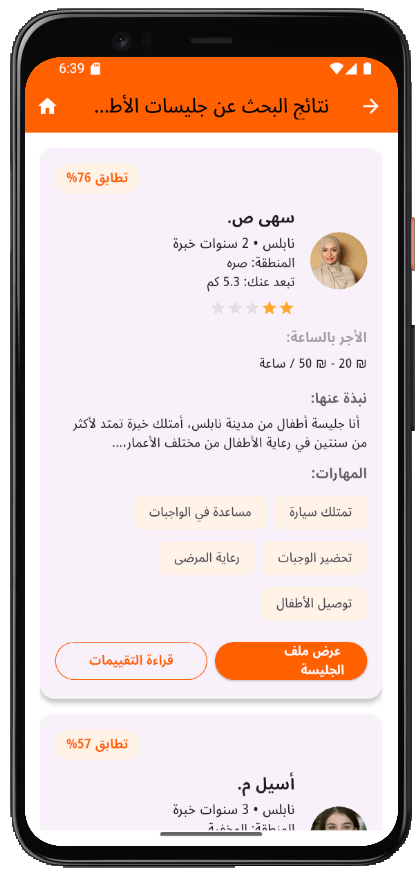 6:39
نتائج البحث عن جليسات الأط...
تطابق 76%
سهى ص.
نابلس • 2 سنوات خبرة
المنطقة: صره
تبعد عنك: 5.3 كم
الأجر بالساعة:
₪ 20 - ₪ 50 / ساعة
نبذة عنها:
أنا جليسة أطفال من مدينة نابلس، أمتلك خبرة تمتد لأكثر
من سنتين في رعاية الأطفال من مختلف الأعمار،...
المهارات:
تمتلك سيارة
مساعدة في الواجبات
تحضير الوجبات
رعاية المرضى
توصيل الأطفال
عرض ملف
الجليسة
قراءة التقييمات
تطابق 57%
أسيل م.
نابلس • 3 سنوات خبرة
المنطقة: المخفية